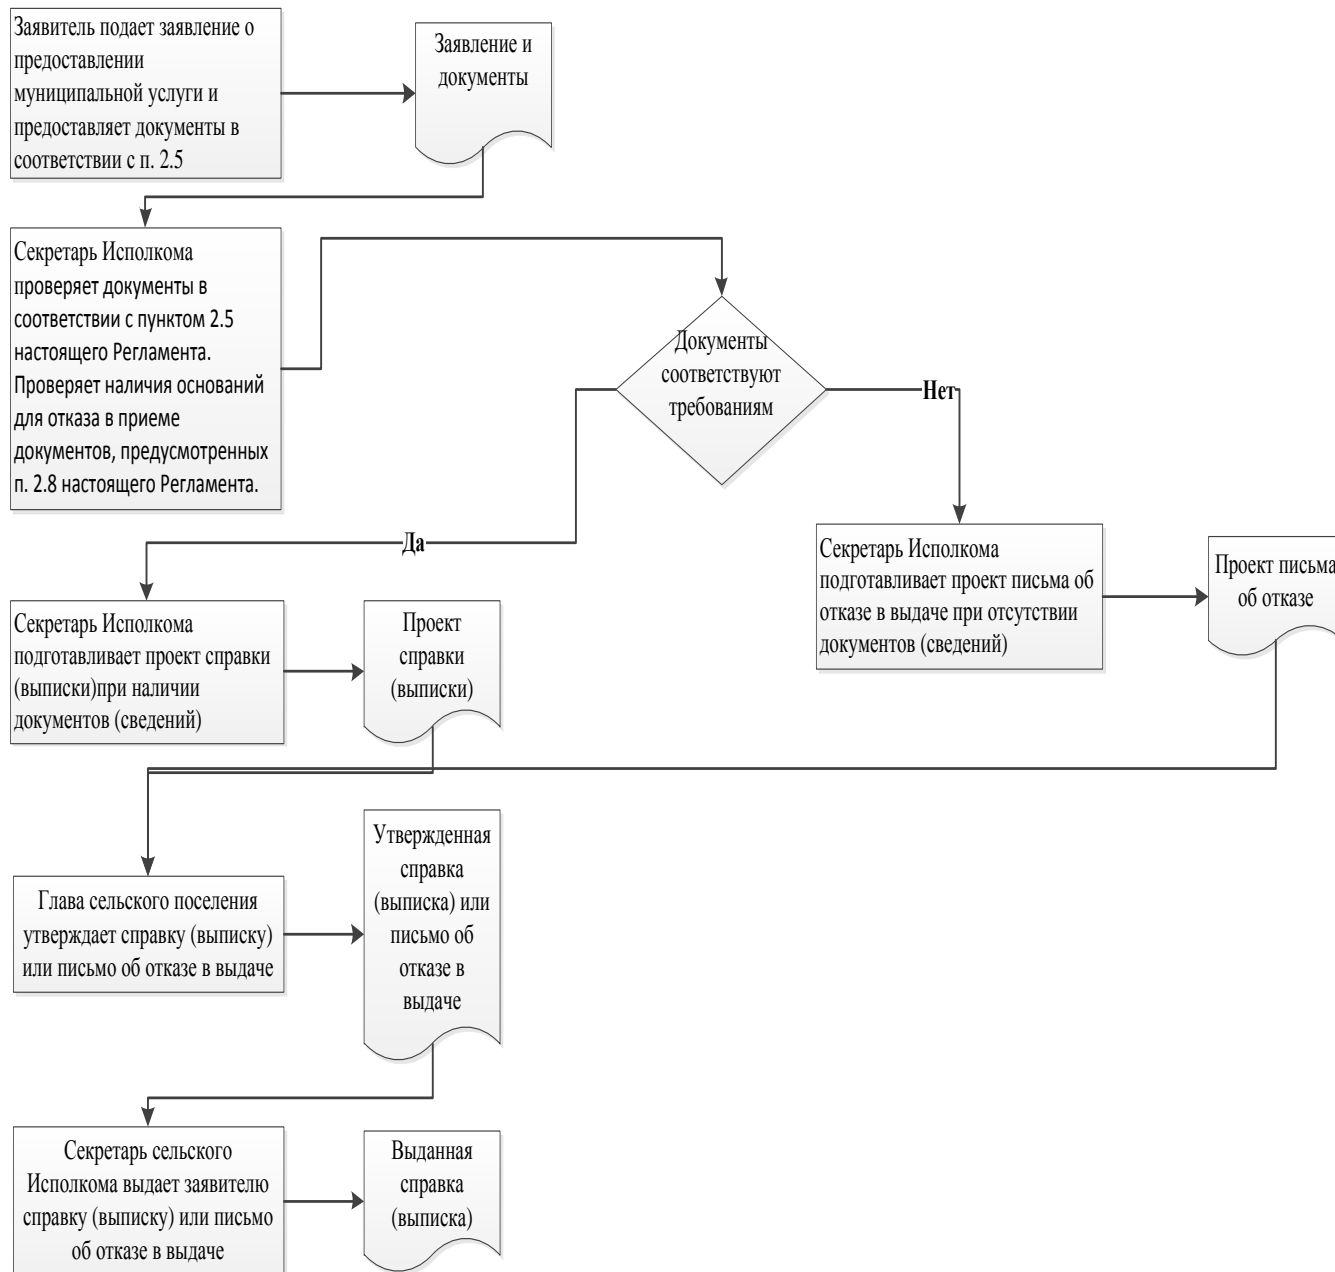 Заявитель подает заявление о
предоставлении
муниципальной услуги и
предоставляет документы в
соответствии с п. 2.5
Заявление и
документы
Секретарь Исполкома
проверяет документы в
соответствии с пунктом 2.5
настоящего Регламента.
Проверяет наличия оснований
для отказа в приеме
документов, предусмотренных
п. 2.8 настоящего Регламента.
Документы
соответствуют
требованиям
Нет
Да
Секретарь Исполкома
подготавливает проект письма об
отказе в выдаче при отсутствии
документов (сведений)
Проект письма
об отказе
Секретарь Исполкома
подготавливает проект справки
(выписки)при наличии
документов (сведений)
Проект
справки
(выписки)
Глава сельского поселения
утверждает справку (выписку)
или письмо об отказе в выдаче
Утвержденная
справка
(выписка) или
письмо об
отказе в
выдаче
Секретарь сельского
Исполкома выдает заявителю
справку (выписку) или письмо
об отказе в выдаче
Выданная
справка
(выписка)